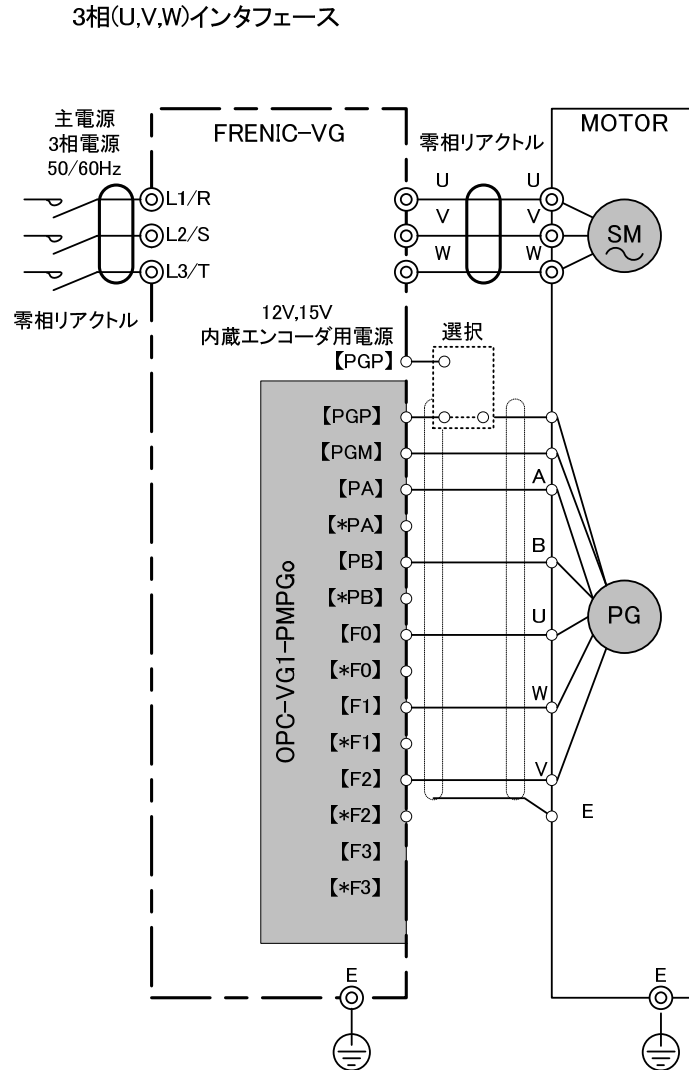 3相(U,V,W)インタフェース
主電源
3相電源
50/60Hz
FRENIC-VG
零相リアクトル
MOTOR
L1/R
U
U
L2/S
V
V
SM
L3/T
W
W
零相リアクトル
12V,15V
内蔵エンコーダ用電源
選択
【PGP】
【PGP】
【PGM】
【PA】
A
【*PA】
【PB】
B
【*PB】
【F0】
U
PG
【*F0】
【F1】
W
【*F1】
【F2】
V
【*F2】
E
【F3】
【*F3】
OPC-VG1-PMPGo
E
E